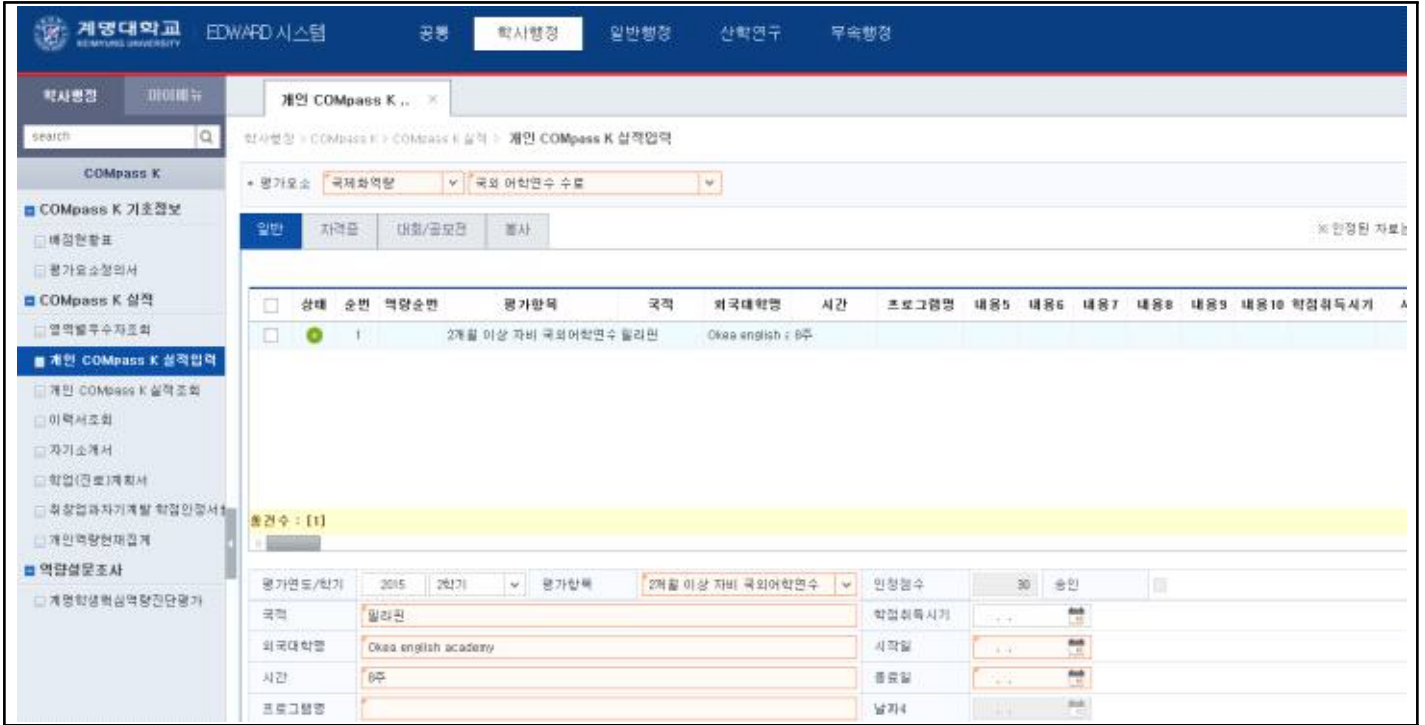 계명대학교 EDWARD 시스템 공통 학사행정 일반행정 산학연구 부속행정
KEIMYUNG UNIVERSITY
학사행정 마이메뉴
개인 COMpass K .. ×
search
학사행정 > COMpass K > COMpass K 실적 > 개인 COMpass K 실적입력
COMpass K
• 평가요소 국제화역량 국외 어학연수 수료
COMpass K 기초정보
배점현황표
평가요소정의서
COMpass K 실적
영역별우수자조회
개인 COMpass K 실적입력
개인 COMpass K 실적조회
이력서조회
자기소개서
학업(진로)계획서
취창업과자기계발 학점인정서
개인역량현재집계
역량설문조사
계명학생핵심역량진단평가
일반 자격증 대회/공모전 봉사 ※ 인정된 자료는
상태 순번 역량순번 평가항목 국적 외국대학명 시간 프로그램명 내용5 내용6 내용7 내용8 내용9 내용10 학점취득시기
1 2개월 이상 자비 국외어학연수 필리핀 Okea english 8주
총건수 : [1]
평가연도/학기 2015 2학기 평가항목 2개월 이상 자비 국외어학연수 인정점수 30 승인
국적 필리핀 학점취득시기 . .
외국대학명 Okea english academy 시작일 . .
시간 8주 종료일 . .
프로그램명 날짜4 . .